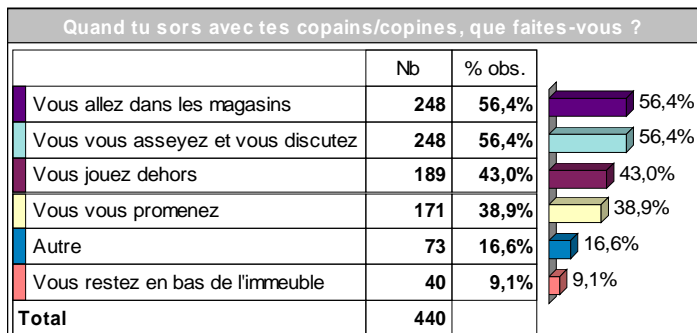 Quand tu sors avec tes copains/copines, que faites-vous ?
Nb % obs.
Vous allez dans les magasins 248 56,4% 56,4%
Vous vous asseyez et vous discutez 248 56,4% 56,4%
Vous jouez dehors 189 43,0% 43,0%
Vous vous promenez 171 38,9% 38,9%
Autre 73 16,6% 16,6%
Vous restez en bas de l'immeuble 40 9,1% 9,1%
Total 440